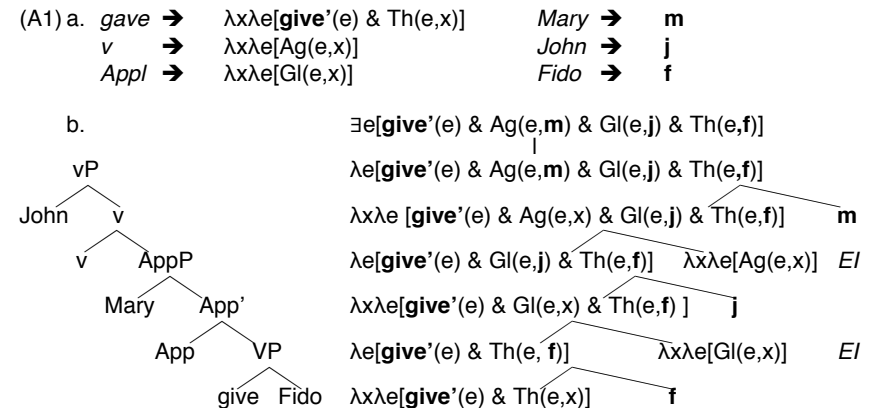 (A1) a. gave ➔ λxλe[give’(e) & Th(e,x)] Mary ➔ m
v ➔ λxλe[Ag(e,x)] John ➔ j
Appl ➔ λxλe[Gl(e,x)] Fido ➔ f
b. ∃e[give’(e) & Ag(e,m) & Gl(e,j) & Th(e,f)]
vP λe[give’(e) & Ag(e,m) & Gl(e,j) & Th(e,f)]
John v λxλe [give’(e) & Ag(e,x) & Gl(e,j) & Th(e,f)] m
v AppP λe[give’(e) & Gl(e,j) & Th(e,f)] λxλe[Ag(e,x)] EI
Mary App’ λxλe[give’(e) & Gl(e,x) & Th(e,f) ] j
App VP λe[give’(e) & Th(e, f)] λxλe[Gl(e,x)] EI
give Fido λxλe[give’(e) & Th(e,x)] f